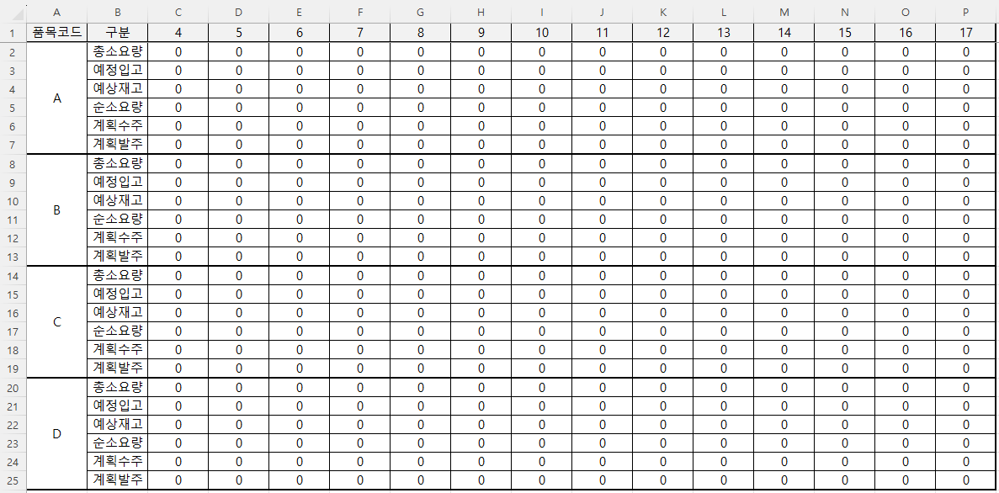 A B C D E F G H I J K L M N O P
1 품목코드 구분 4 5 6 7 8 9 10 11 12 13 14 15 16 17
2 총소요량 0 0 0 0 0 0 0 0 0 0 0 0 0 0
3 예정입고 0 0 0 0 0 0 0 0 0 0 0 0 0 0
4 예상재고 0 0 0 0 0 0 0 0 0 0 0 0 0 0
A
5 순소요량 0 0 0 0 0 0 0 0 0 0 0 0 0 0
6 계획수주 0 0 0 0 0 0 0 0 0 0 0 0 0 0
7 계획발주 0 0 0 0 0 0 0 0 0 0 0 0 0 0
8 총소요량 0 0 0 0 0 0 0 0 0 0 0 0 0 0
9 예정입고 0 0 0 0 0 0 0 0 0 0 0 0 0 0
10 예상재고 0 0 0 0 0 0 0 0 0 0 0 0 0 0
B
11 순소요량 0 0 0 0 0 0 0 0 0 0 0 0 0 0
12 계획수주 0 0 0 0 0 0 0 0 0 0 0 0 0 0
13 계획발주 0 0 0 0 0 0 0 0 0 0 0 0 0 0
14 총소요량 0 0 0 0 0 0 0 0 0 0 0 0 0 0
15 예정입고 0 0 0 0 0 0 0 0 0 0 0 0 0 0
16 예상재고 0 0 0 0 0 0 0 0 0 0 0 0 0 0
C
17 순소요량 0 0 0 0 0 0 0 0 0 0 0 0 0 0
18 계획수주 0 0 0 0 0 0 0 0 0 0 0 0 0 0
19 계획발주 0 0 0 0 0 0 0 0 0 0 0 0 0 0
20 총소요량 0 0 0 0 0 0 0 0 0 0 0 0 0 0
21 예정입고 0 0 0 0 0 0 0 0 0 0 0 0 0 0
22 예상재고 0 0 0 0 0 0 0 0 0 0 0 0 0 0
D
23 순소요량 0 0 0 0 0 0 0 0 0 0 0 0 0 0
24 계획수주 0 0 0 0 0 0 0 0 0 0 0 0 0 0
25 계획발주 0 0 0 0 0 0 0 0 0 0 0 0 0 0